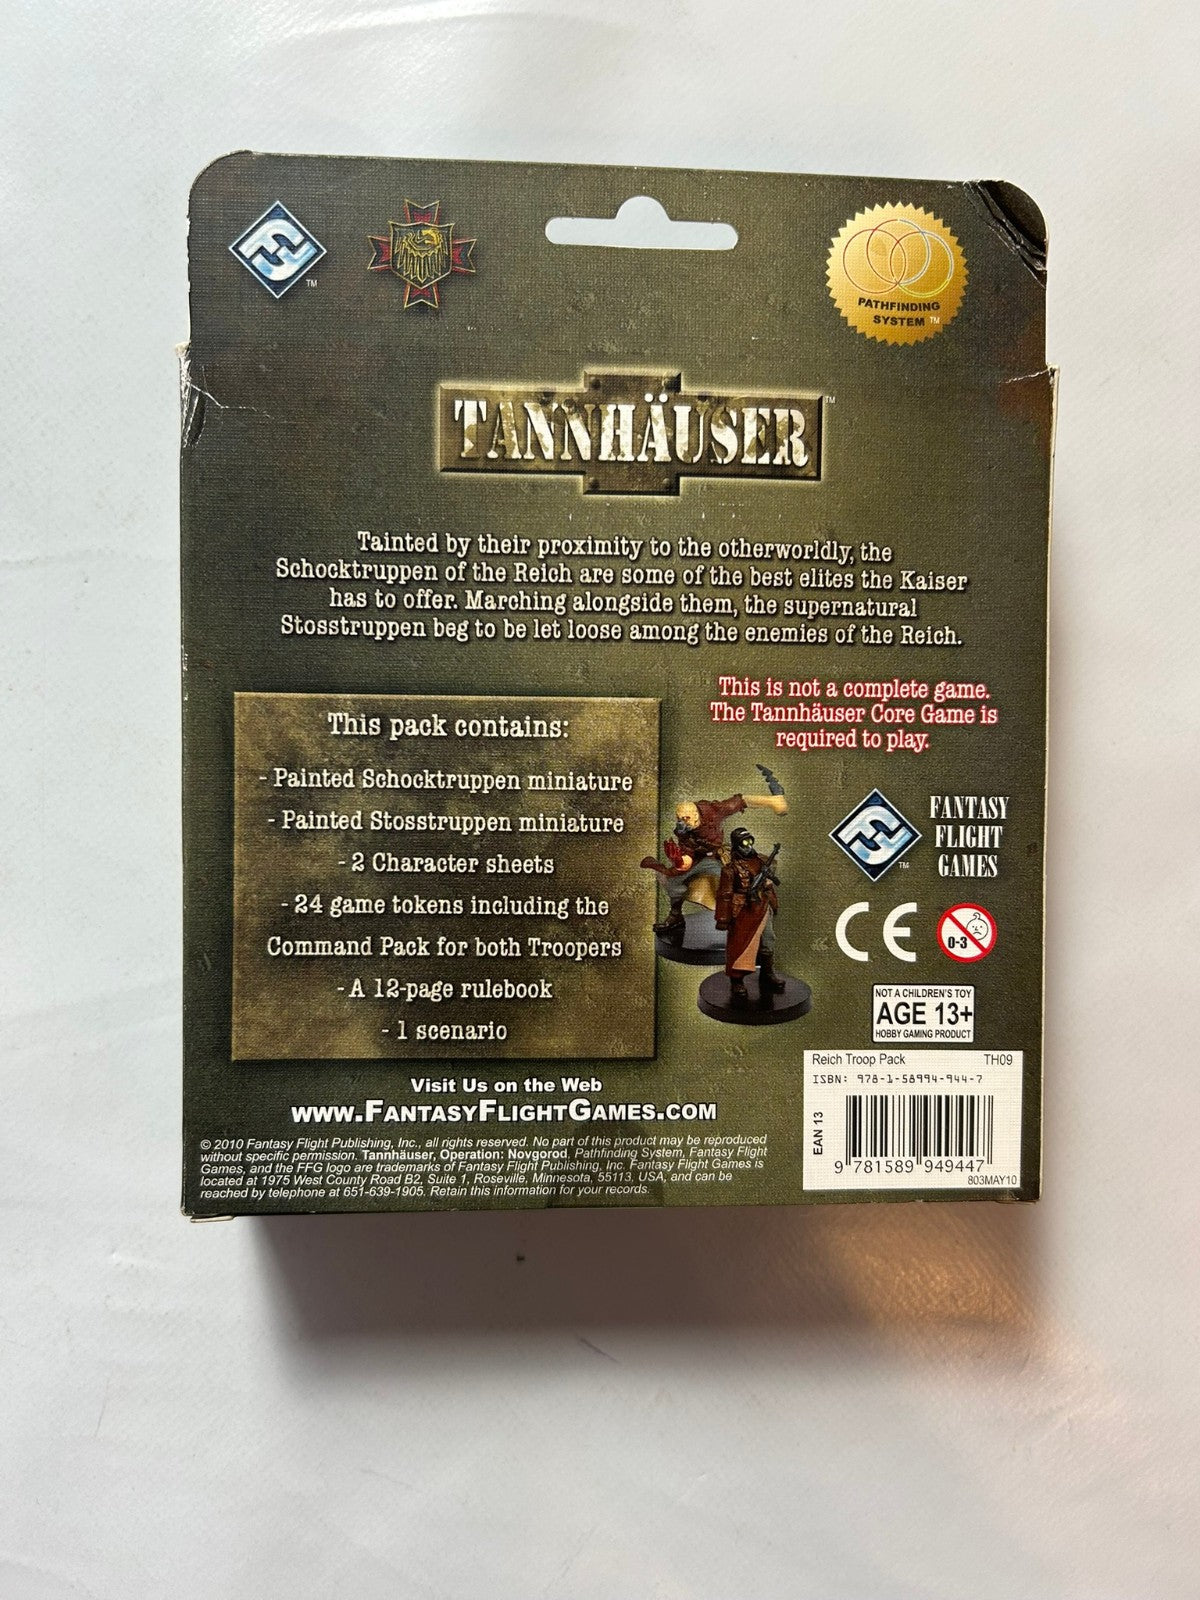 TM
PATHFINDING
SYSTEM TM
TANNHÄUSER TM
Tainted by their proximity to the otherworldly, the
Schocktruppen of the Reich are some of the best elites the Kaiser
has to offer. Marching alongside them, the supernatural
Stosstruppen beg to be let loose among the enemies of the Reich.
This pack contains:
- Painted Schocktruppen miniature
- Painted Stosstruppen miniature
- 2 Character sheets
- 24 game tokens including the
Command Pack for both Troopers
- A 12-page rulebook
- 1 scenario
This is not a complete game.
The Tannhäuser Core Game is
required to play.
TM
FANTASY
FLIGHT
GAMES
CE
0-3
NOT A CHILDREN'S TOY
AGE 13+
HOBBY GAMING PRODUCT
Reich Troop Pack TH09
ISBN: 978-1-58994-944-7
EAN 13
9 781589 949447
803MAY10
Visit Us on the Web
www.FantasyFlightGames.com
© 2010 Fantasy Flight Publishing, Inc., all rights reserved. No part of this product may be reproduced
without specific permission. Tannhäuser, Operation: Novgorod, Pathfinding System, Fantasy Flight
Games, and the FFG logo are trademarks of Fantasy Flight Publishing, Inc. Fantasy Flight Games is
located at 1975 West County Road B2, Suite 1, Roseville, Minnesota, 55113, USA, and can be
reached by telephone at 651-639-1905. Retain this information for your records.